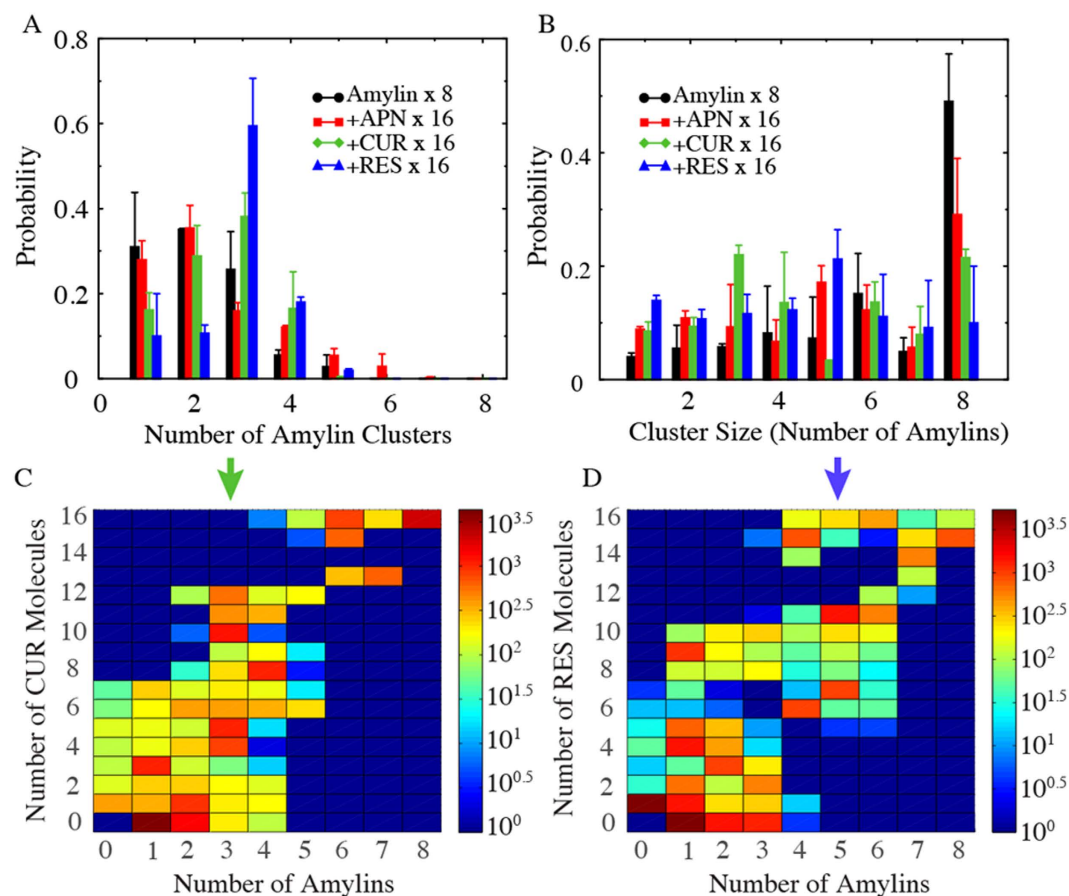 A
0.8
0.6
0.4
0.2
0
Probability
Amylin x 8
+APN x 16
+CUR x 16
+RES x 16
0 2 4 6 8
Number of Amylin Clusters
B
0.6
0.4
0.2
0
Probability
Amylin x 8
+APN x 16
+CUR x 16
+RES x 16
2 4 6 8
Cluster Size (Number of Amylins)
C
16
14
12
10
8
6
4
2
0
Number of CUR Molecules
0 1 2 3 4 5 6 7 8
Number of Amylins
10^3.5
10^3
10^2.5
10^2
10^1.5
10^1
10^0.5
10^0
D
16
14
12
10
8
6
4
2
0
Number of RES Molecules
0 1 2 3 4 5 6 7 8
Number of Amylins
10^3.5
10^3
10^2.5
10^2
10^1.5
10^1
10^0.5
10^0